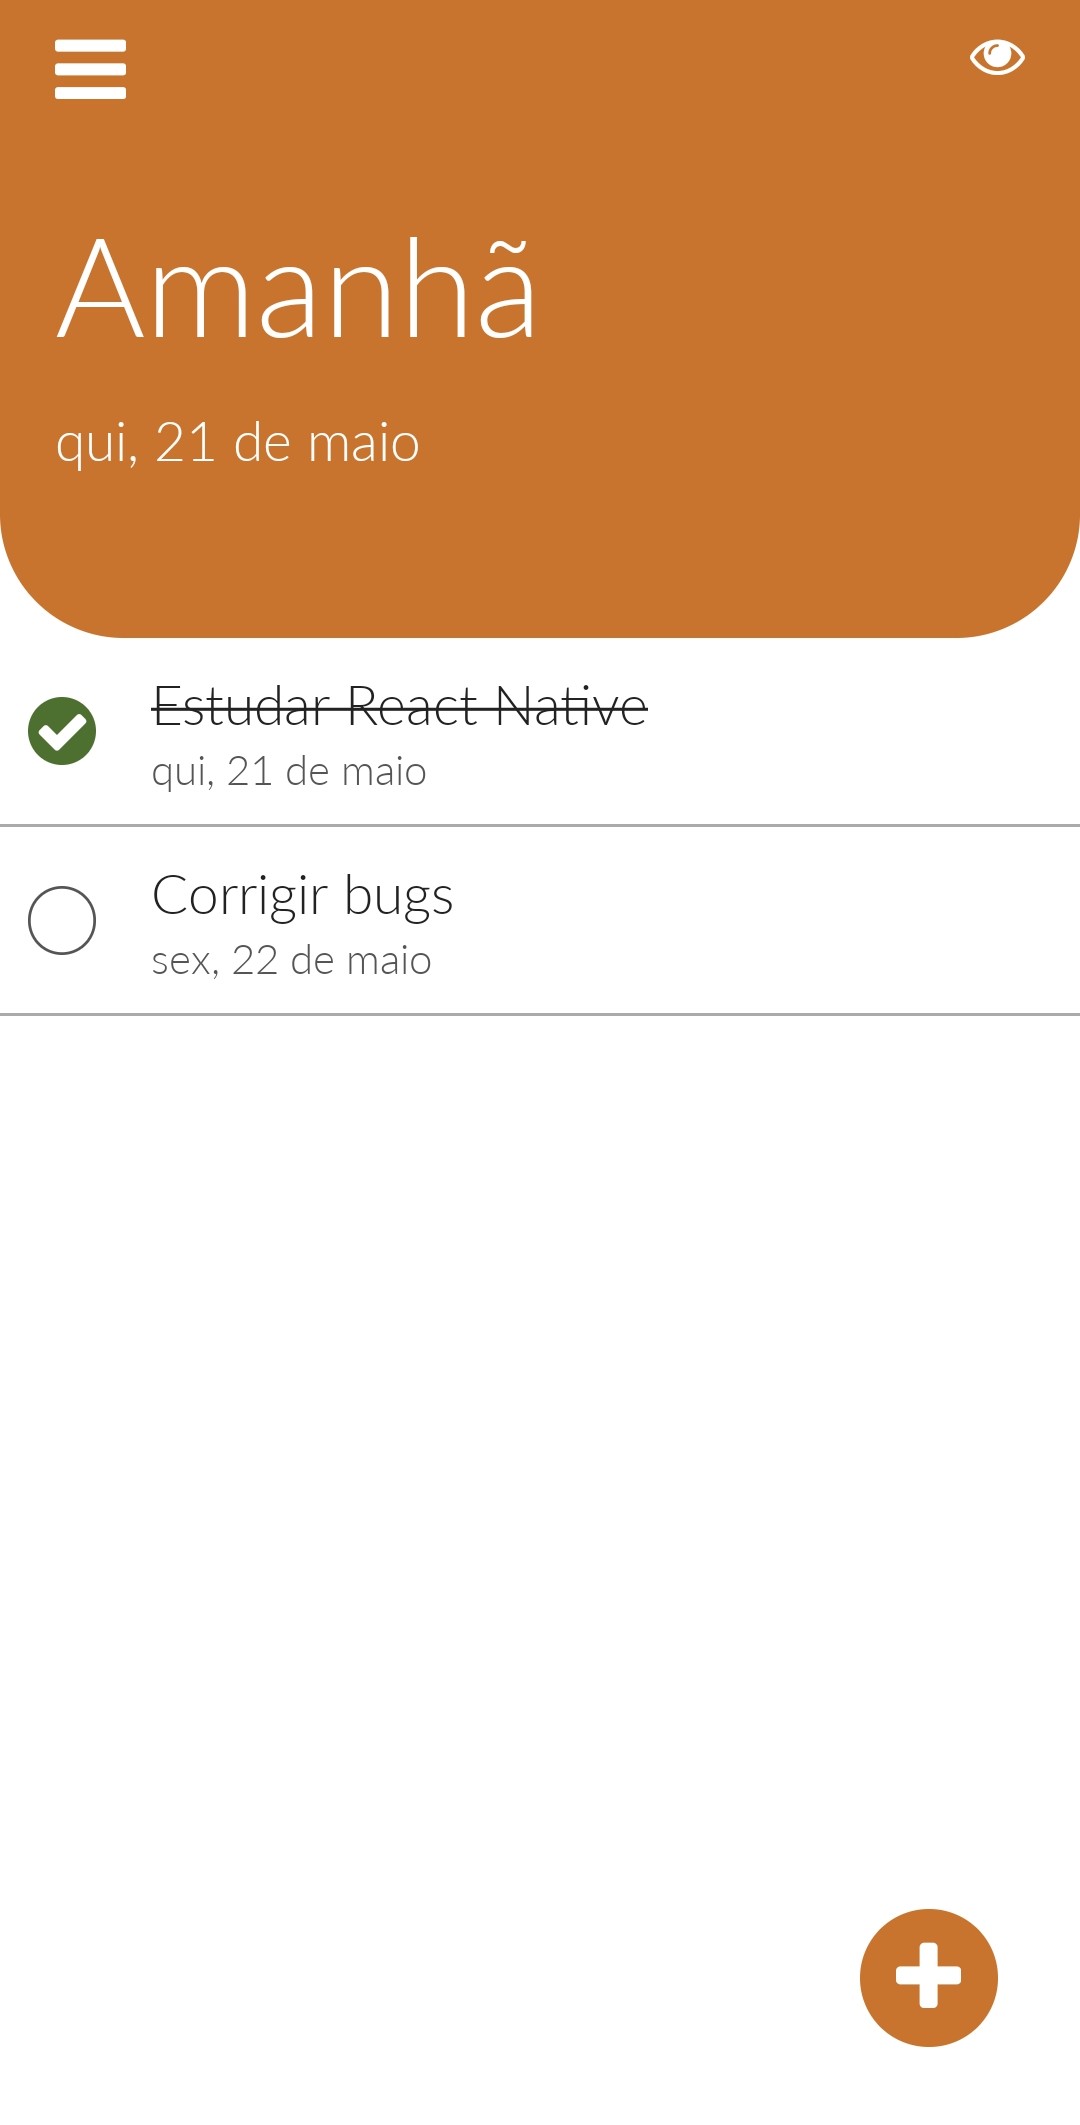 Amanhã
qui, 21 de maio
Estudar React Native
qui, 21 de maio
Corrigir bugs
sex, 22 de maio